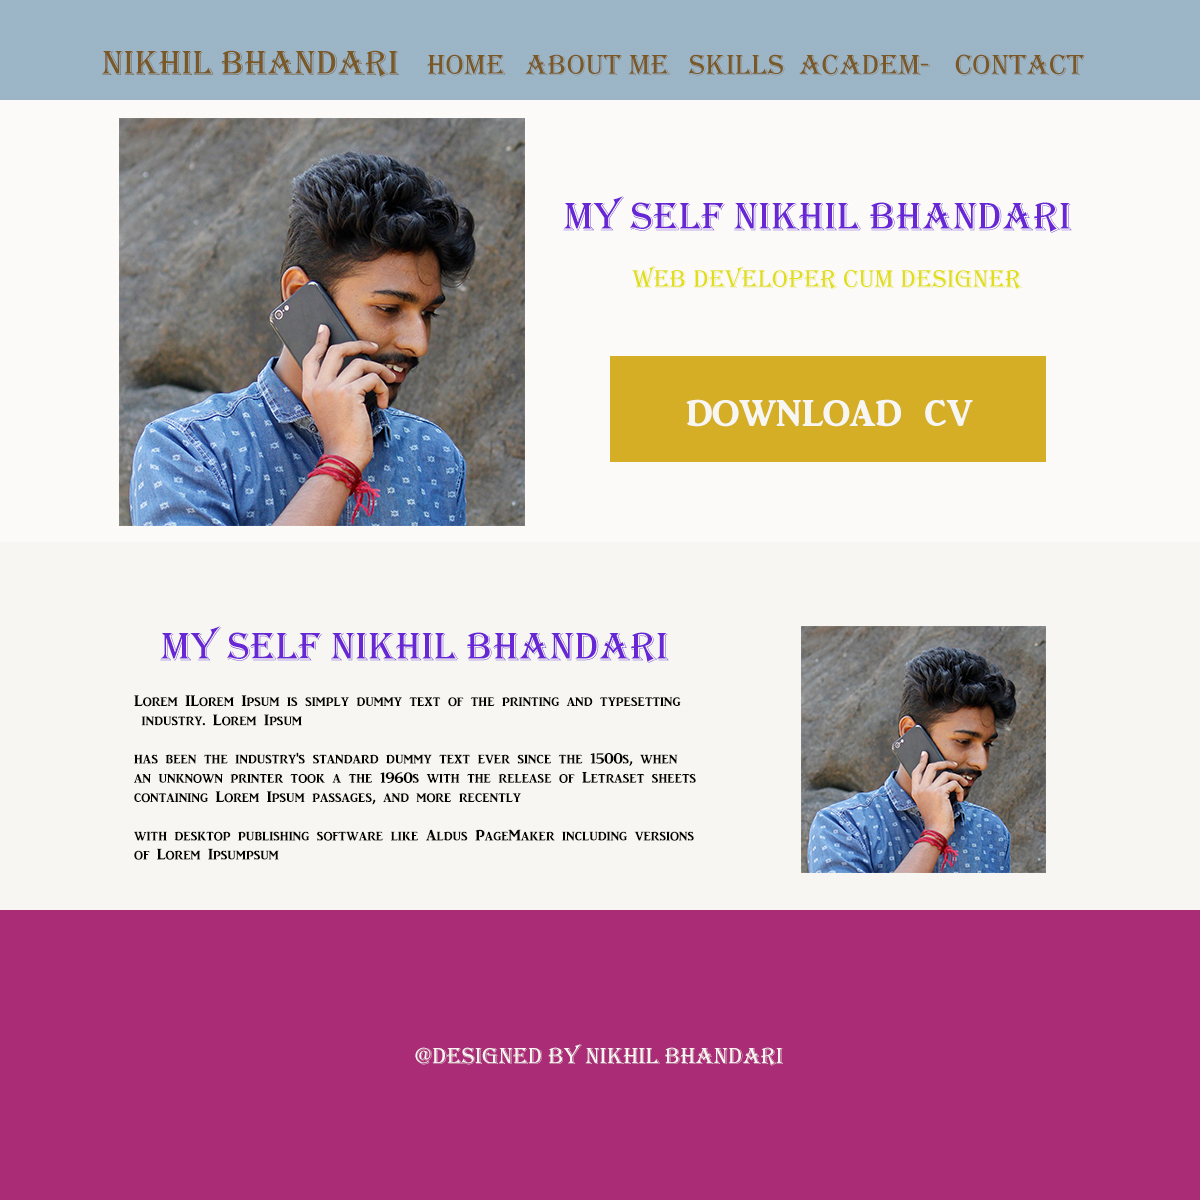 NIKHIL BHANDARI HOME ABOUT ME SKILLS ACADEM- CONTACT
MY SELF NIKHIL BHANDARI
WEB DEVELOPER CUM DESIGNER
DOWNLOAD CV
MY SELF NIKHIL BHANDARI
Lorem ILorem Ipsum is simply dummy text of the printing and typesetting
industry. Lorem Ipsum
has been the industry's standard dummy text ever since the 1500s, when
an unknown printer took a the 1960s with the release of Letraset sheets
containing Lorem Ipsum passages, and more recently
with desktop publishing software like Aldus PageMaker including versions
of Lorem Ipsumpsum
@DESIGNED BY NIKHIL BHANDARI